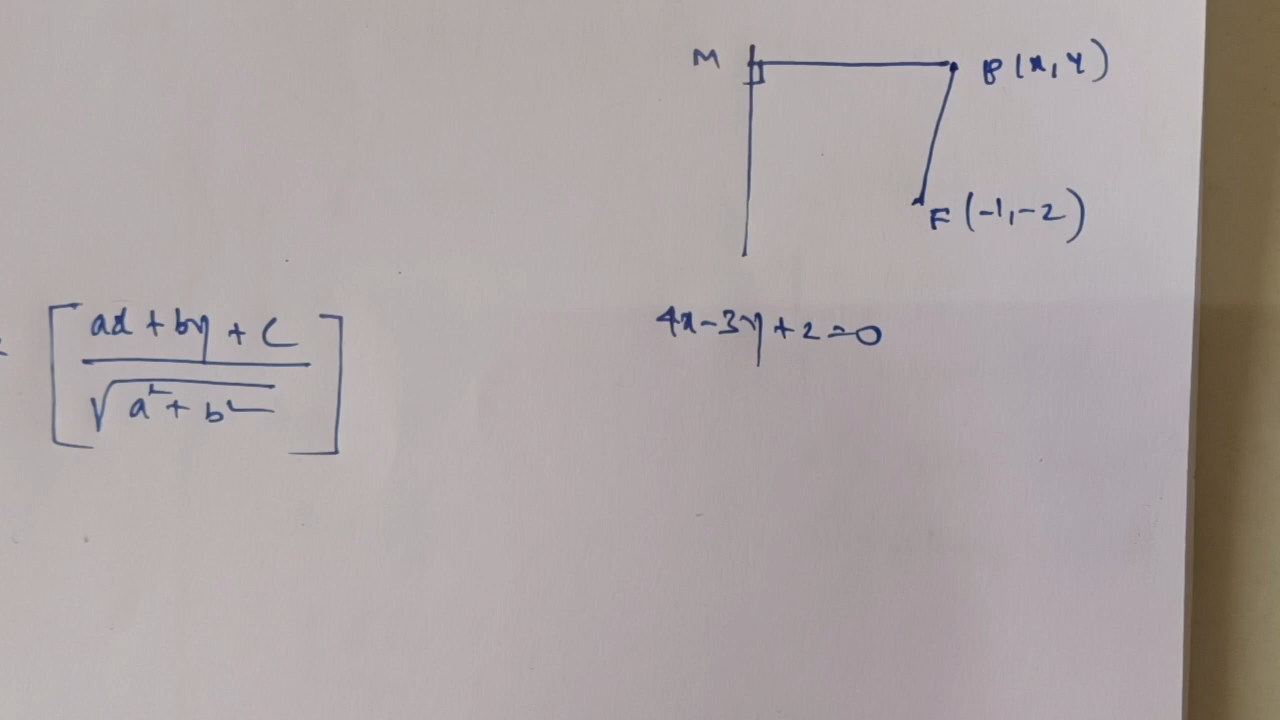 M P(x, y)
F(-1, -2)
= [ax + by + c / √a² + b²]
4x - 3y + 2 = 0